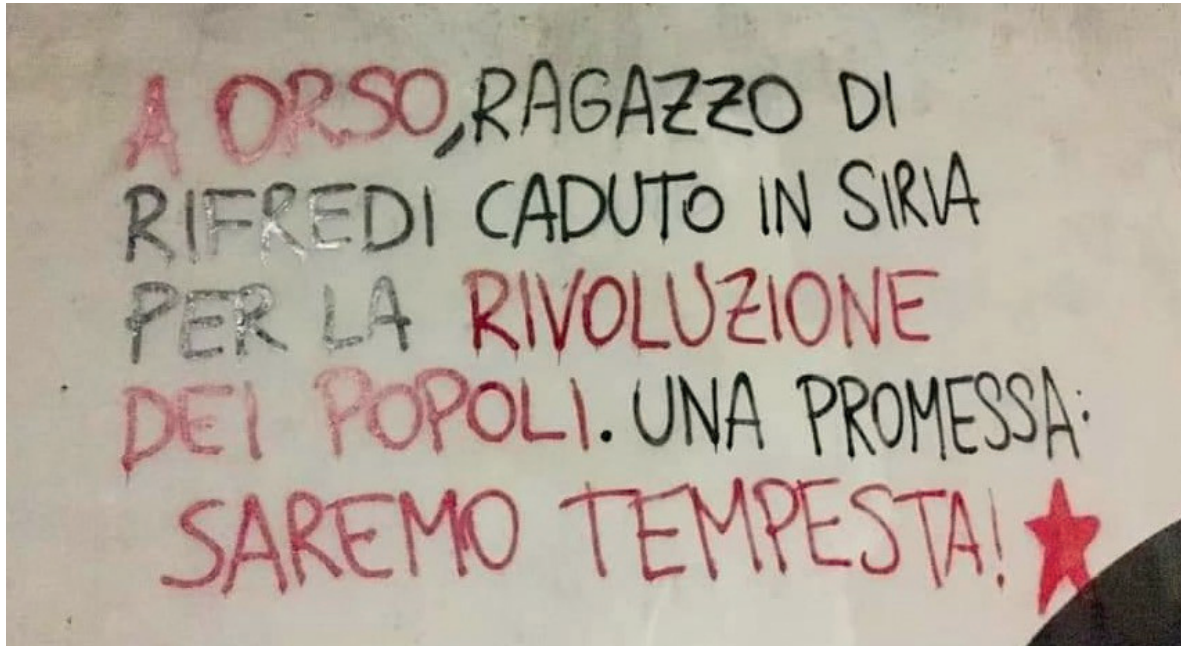 A ORSO, RAGAZZO DI
RIFREDI CADUTO IN SIRIA
PER LA RIVOLUZIONE
DEI POPOLI. UNA PROMESSA:
SAREMO TEMPESTA!